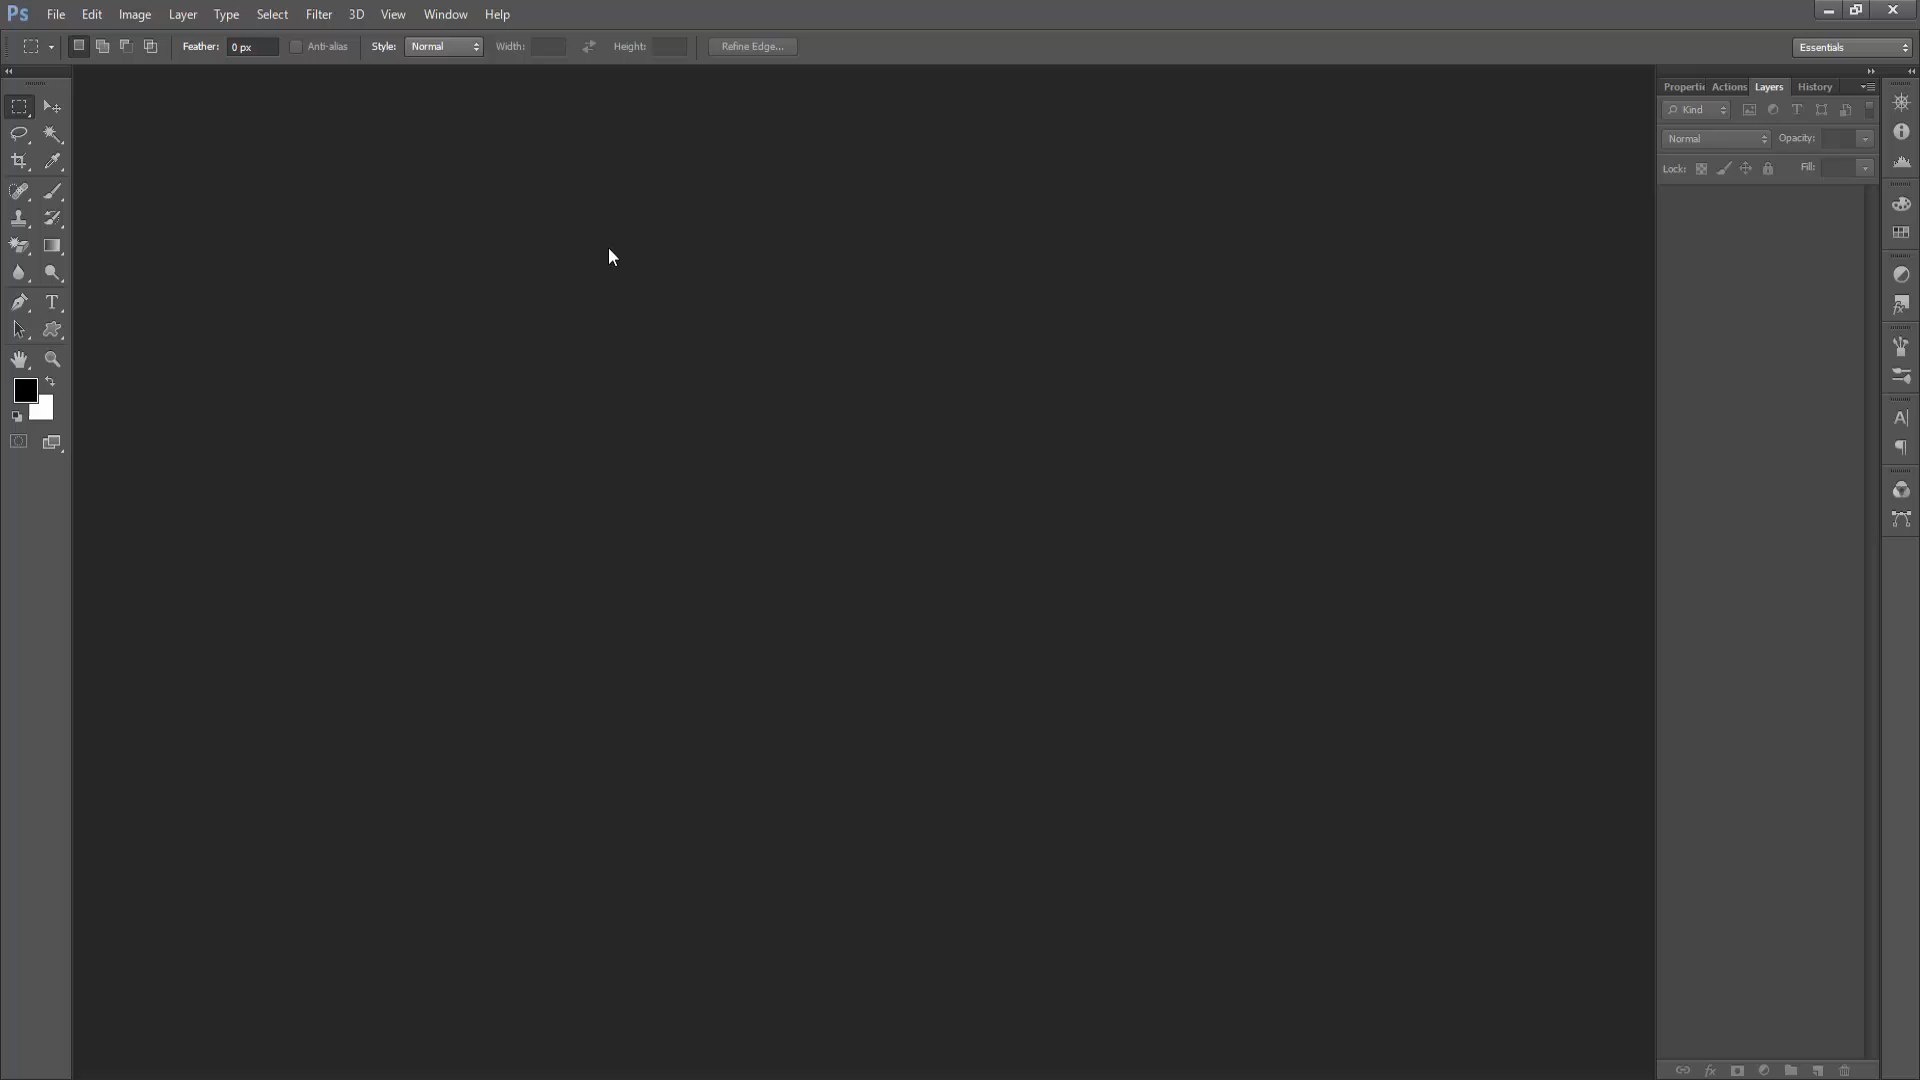 Ps File Edit Image Layer Type Select Filter 3D View Window Help
Feather: 0 px Anti-alias Style: Normal Width: Height: Refine Edge... Essentials
Properti Actions Layers History
Kind
Normal Opacity:
Lock: Fill: